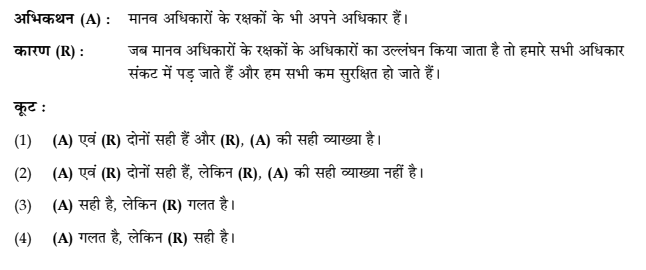 अभिकथन (A) : मानव अधिकारों के रक्षकों के भी अपने अधिकार हैं।
कारण (R) : जब मानव अधिकारों के रक्षकों के अधिकारों का उल्लंघन किया जाता है तो हमारे सभी अधिकार
संकट में पड़ जाते हैं और हम सभी कम सुरक्षित हो जाते हैं।
कूट :
(1) (A) एवं (R) दोनों सही हैं और (R), (A) की सही व्याख्या है।
(2) (A) एवं (R) दोनों सही हैं, लेकिन (R), (A) की सही व्याख्या नहीं है।
(3) (A) सही है, लेकिन (R) गलत है।
(4) (A) गलत है, लेकिन (R) सही है।